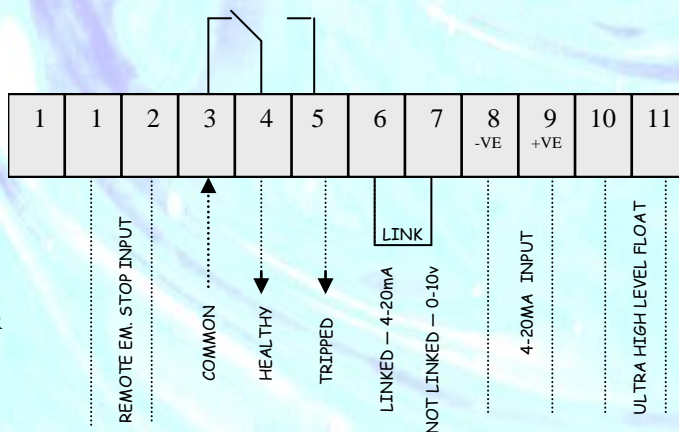 1 1 2 3 4 5 6 7 8 9 10 11
-VE +VE
LINK
REMOTE EM. STOP INPUT
COMMON
HEALTHY
TRIPPED
LINKED – 4-20mA
NOT LINKED – 0-10v
4-20MA INPUT
ULTRA HIGH LEVEL FLOAT